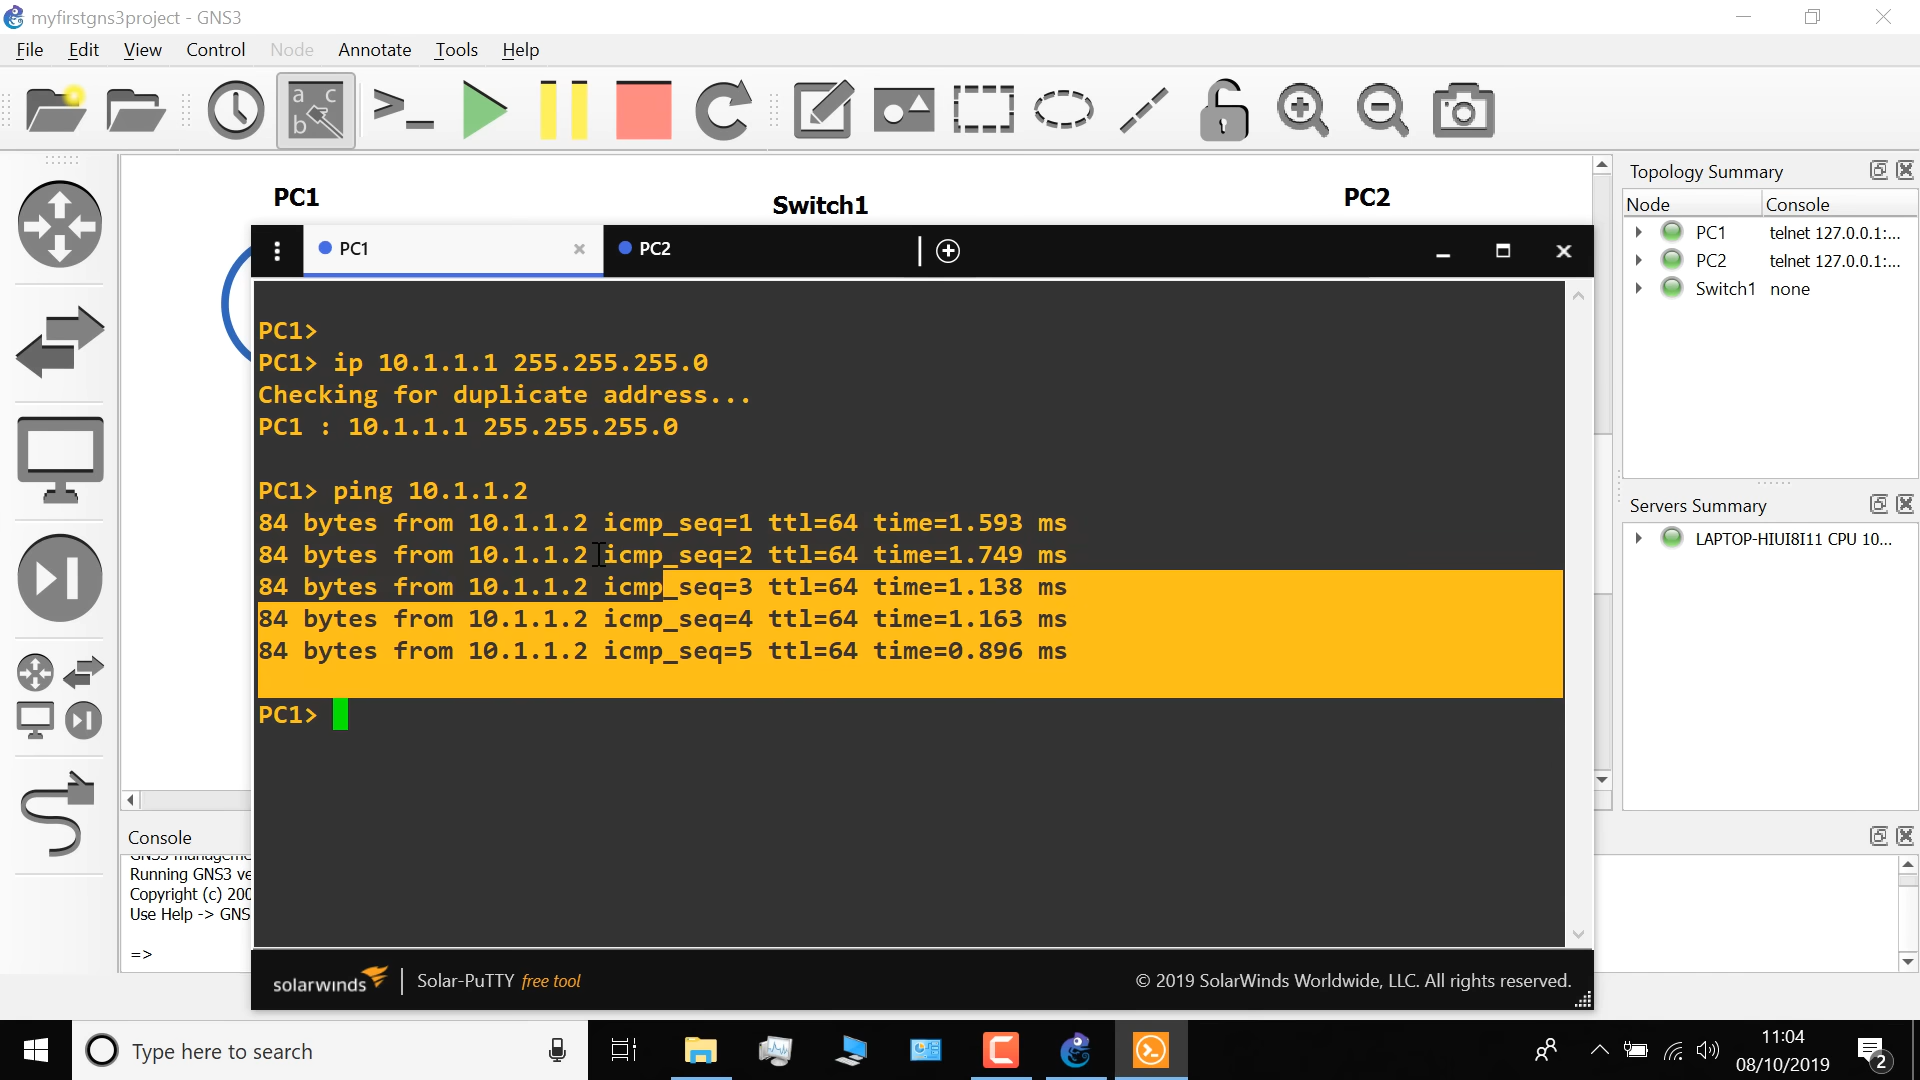 myfirstgns3project - GNS3
File Edit View Control Node Annotate Tools Help
a c
b
PC1
Switch1
PC2
PC1
PC2
PC1>
PC1> ip 10.1.1.1 255.255.255.0
Checking for duplicate address...
PC1 : 10.1.1.1 255.255.255.0
PC1> ping 10.1.1.2
84 bytes from 10.1.1.2 icmp_seq=1 ttl=64 time=1.593 ms
84 bytes from 10.1.1.2 icmp_seq=2 ttl=64 time=1.749 ms
84 bytes from 10.1.1.2 icmp_seq=3 ttl=64 time=1.138 ms
84 bytes from 10.1.1.2 icmp_seq=4 ttl=64 time=1.163 ms
84 bytes from 10.1.1.2 icmp_seq=5 ttl=64 time=0.896 ms
PC1>
solarwinds | Solar-PuTTY free tool
© 2019 SolarWinds Worldwide, LLC. All rights reserved.
Topology Summary
Node Console
PC1 telnet 127.0.0.1:...
PC2 telnet 127.0.0.1:...
Switch1 none
Servers Summary
LAPTOP-HIUI8I11 CPU 10...
Console
Running GNS3 ve
Copyright (c) 200
Use Help -> GNS
=>
Type here to search
11:04
08/10/2019
2